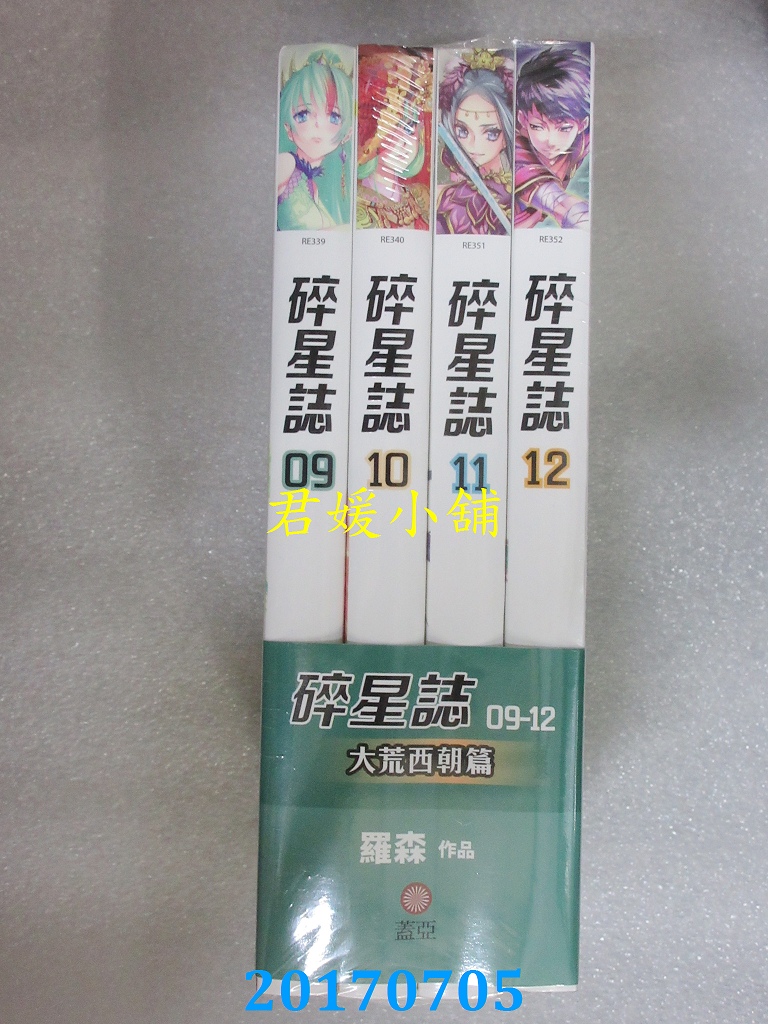 RE339
RE340
RE351
RE352
碎星誌
09
碎星誌
10
碎星誌
11
碎星誌
12
君媛小舖
碎星誌 09-12
大荒西朝篇
羅森 作品
蓋亞
20170705